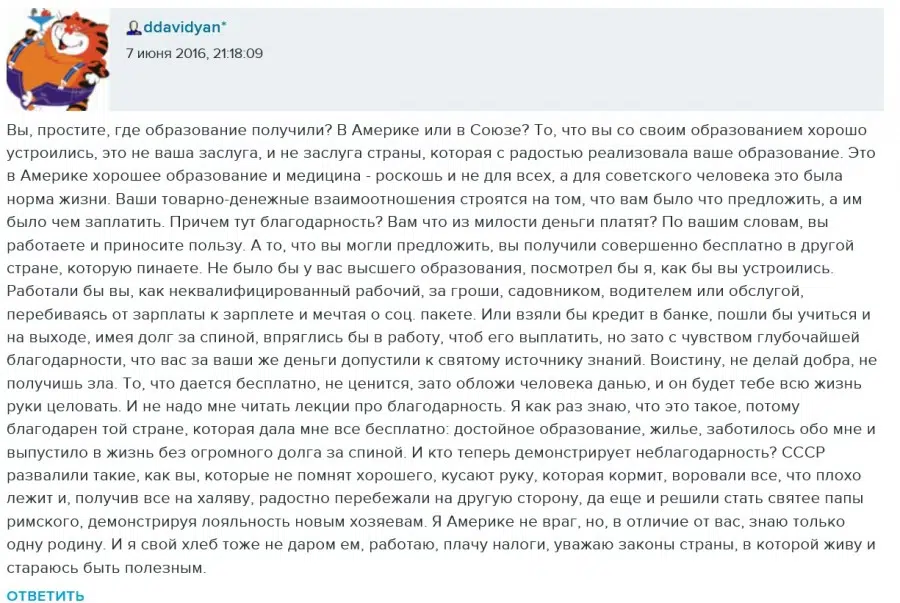 ddavidyan*
7 июня 2016, 21:18:09
Вы, простите, где образование получили? В Америке или в Союзе? То, что вы со своим образованием хорошо
устроились, это не ваша заслуга, и не заслуга страны, которая с радостью реализовала ваше образование. Это
в Америке хорошее образование и медицина - роскошь и не для всех, а для советского человека это была
норма жизни. Ваши товарно-денежные взаимоотношения строятся на том, что вам было что предложить, а им
было чем заплатить. Причем тут благодарность? Вам что из милости деньги платят? По вашим словам, вы
работаете и приносите пользу. А то, что вы могли предложить, вы получили совершенно бесплатно в другой
стране, которую пинаете. Не было бы у вас высшего образования, посмотрел бы я, как бы вы устроились.
Работали бы вы, как неквалифицированный рабочий, за гроши, садовником, водителем или обслугой,
перебиваясь от зарплаты к зарплете и мечтая о соц. пакете. Или взяли бы кредит в банке, пошли бы учиться и
на выходе, имея долг за спиной, впряглись бы в работу, чтоб его выплатить, но зато с чувством глубочайшей
благодарности, что вас за ваши же деньги допустили к святому источнику знаний. Воистину, не делай добра, не
получишь зла. То, что дается бесплатно, не ценится, зато обложи человека данью, и он будет тебе всю жизнь
руки целовать. И не надо мне читать лекции про благодарность. Я как раз знаю, что это такое, потому
благодарен той стране, которая дала мне все бесплатно: достойное образование, жилье, заботилось обо мне и
выпустило в жизнь без огромного долга за спиной. И кто теперь демонстрирует неблагодарность? СССР
развалили такие, как вы, которые не помнят хорошего, кусают руку, которая кормит, воровали все, что плохо
лежит и, получив все на халяву, радостно перебежали на другую сторону, да еще и решили стать святее папы
римского, демонстрируя лояльность новым хозяевам. Я Америке не враг, но, в отличие от вас, знаю только
одну родину. И я свой хлеб тоже не даром ем, работаю, плачу налоги, уважаю законы страны, в которой живу и
стараюсь быть полезным.
ОТВЕТИТЬ